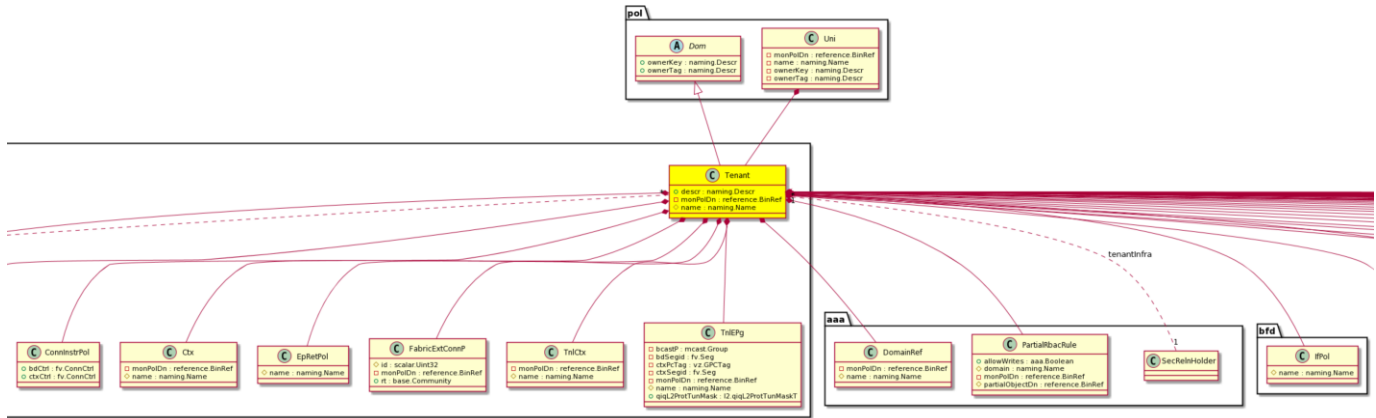 pol
A Dom
ownerKey : naming.Descr
ownerTag : naming.Descr
C Uni
monPolDn : reference.BinRef
name : naming.Name
ownerKey : naming.Descr
ownerTag : naming.Descr
C Tenant
descr : naming.Descr
monPolDn : reference.BinRef
name : naming.Name
tenantInfra
1
C ConnInstrPol
bdCtrl : fv.ConnCtrl
ctxCtrl : fv.ConnCtrl
C Ctx
monPolDn : reference.BinRef
name : naming.Name
C EpRetPol
name : naming.Name
C FabricExtConnP
id : scalar.Uint32
monPolDn : reference.BinRef
rt : base.Community
C TnlCtx
monPolDn : reference.BinRef
name : naming.Name
C TnlEPg
bcastP : mcast.Group
bdSegid : fv.Seg
ctxPcTag : vz.GPCTag
ctxSegid : fv.Seg
monPolDn : reference.BinRef
name : naming.Name
qiqL2ProtTunMask : l2.qiqL2ProtTunMaskT
aaa
C DomainRef
monPolDn : reference.BinRef
name : naming.Name
C PartialRbacRule
allowWrites : aaa.Boolean
domain : naming.Name
monPolDn : reference.BinRef
partialObjectDn : reference.BinRef
C SecRelnHolder
bfd
C IfPol
name : naming.Name